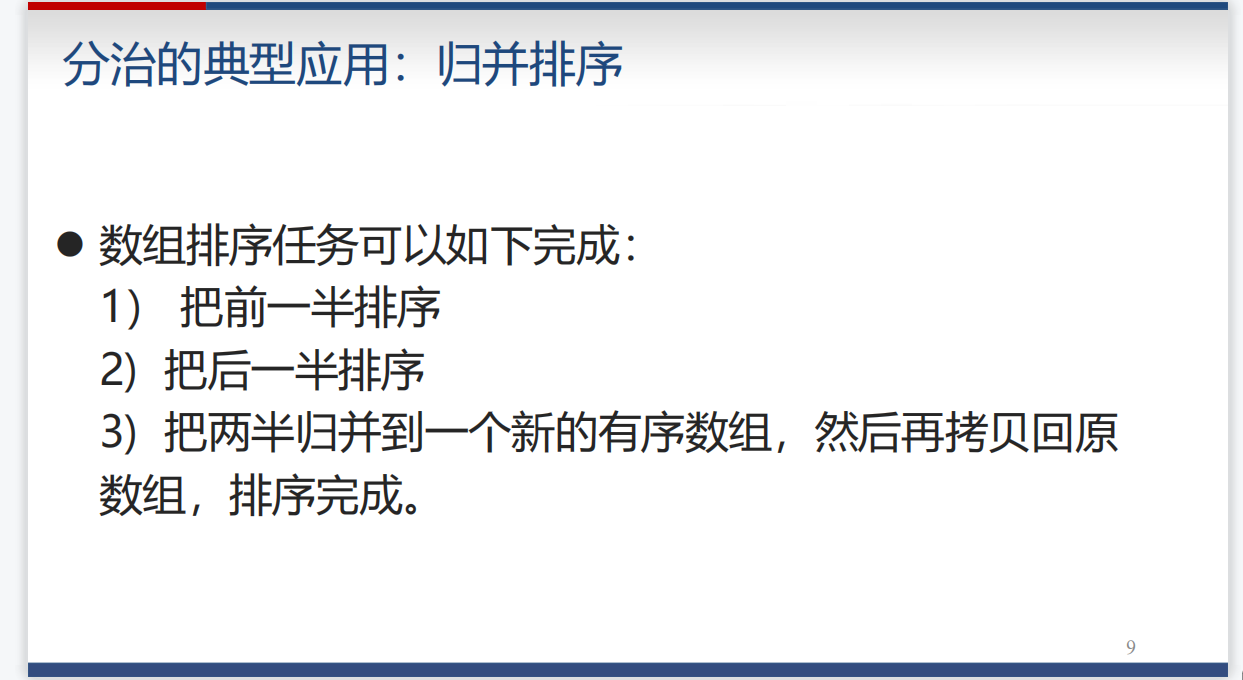 分治的典型应用：归并排序
● 数组排序任务可以如下完成：
1） 把前一半排序
2）把后一半排序
3）把两半归并到一个新的有序数组，然后再拷贝回原
数组，排序完成。
9